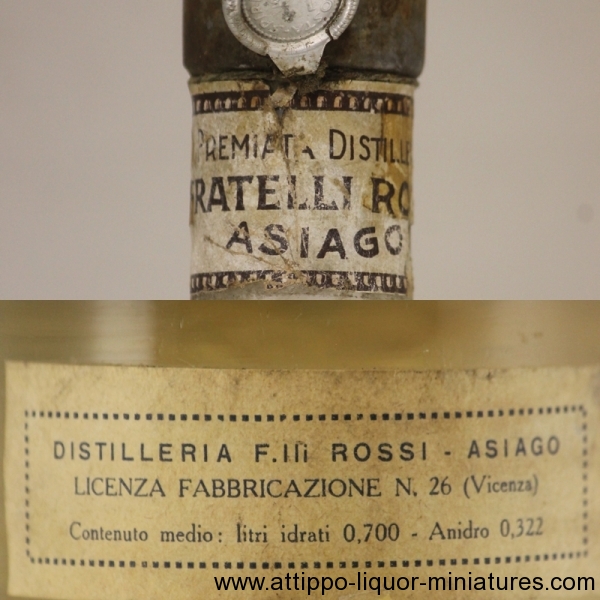 PREMIATA DISTILLE
FRATELLI RO
ASIAGO
DISTILLERIA F.lli ROSSI - ASIAGO
LICENZA FABBRICAZIONE N. 26 (Vicenza)
Contenuto medio: litri idrati 0,700 - Anidro 0,322
www.attippo-liquor-miniatures.com